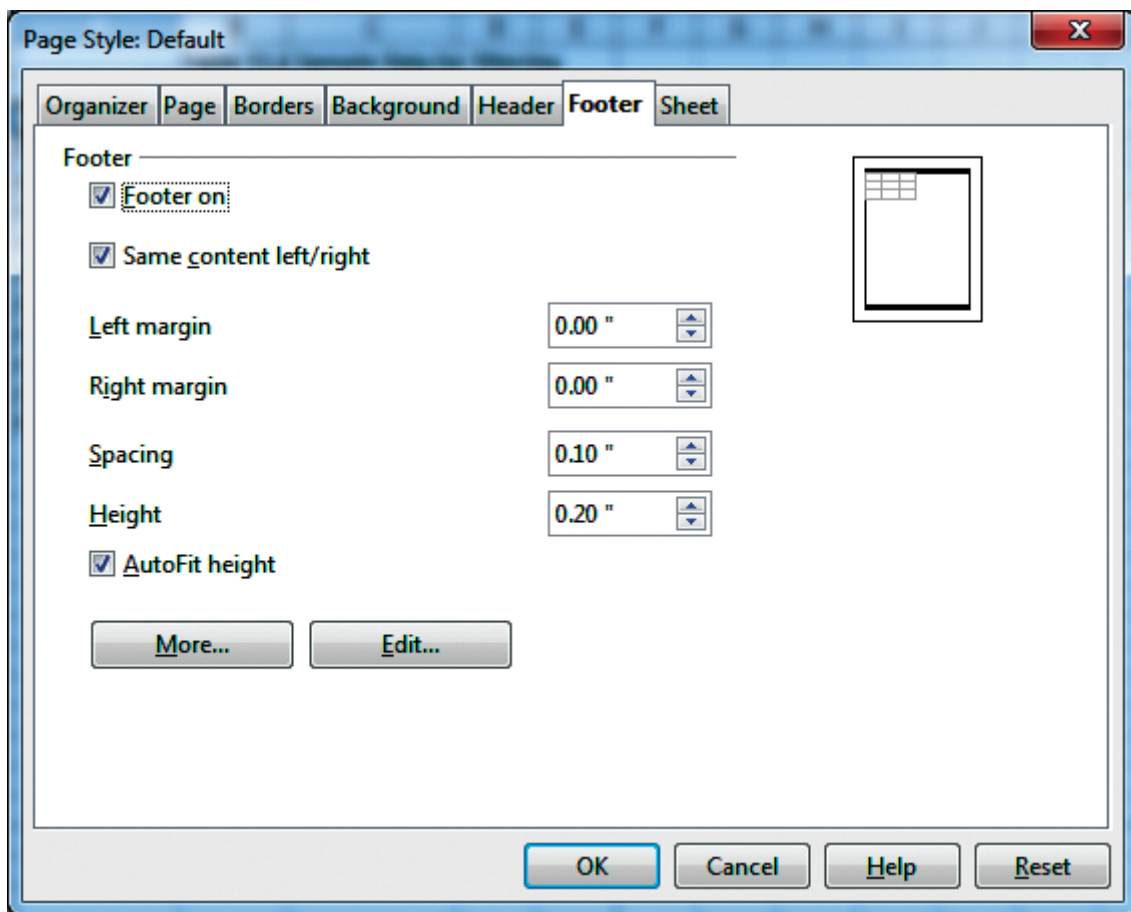 Page Style: Default
Organizer Page Borders Background Header Footer Sheet
Footer
Footer on
Same content left/right
Left margin 0.00 "
Right margin 0.00 "
Spacing 0.10 "
Height 0.20 "
AutoFit height
More... Edit...
OK Cancel Help Reset